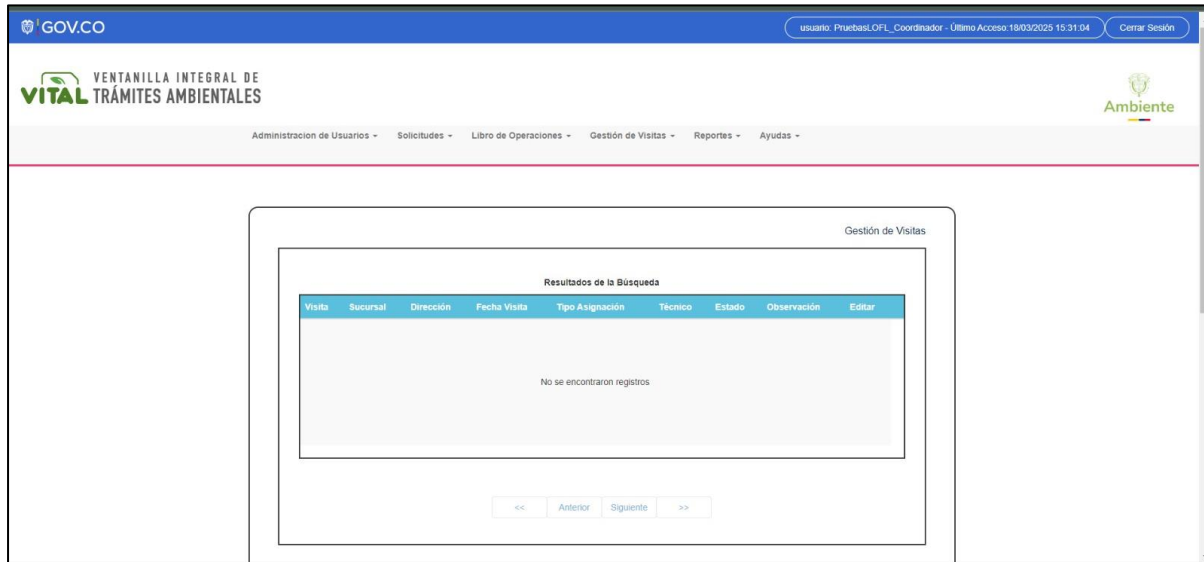 GOV.CO
usuario: PruebasLOFL_Coordinador - Último Acceso:18/03/2025 15:31:04
Cerrar Sesión
VITAL
VENTANILLA INTEGRAL DE
TRÁMITES AMBIENTALES
Ambiente
Administracion de Usuarios Solicitudes Libro de Operaciones Gestión de Visitas Reportes Ayudas
Gestión de Visitas
Resultados de la Búsqueda
Visita Sucursal Dirección Fecha Visita Tipo Asignación Técnico Estado Observación Editar
No se encontraron registros
<< Anterior Siguiente >>